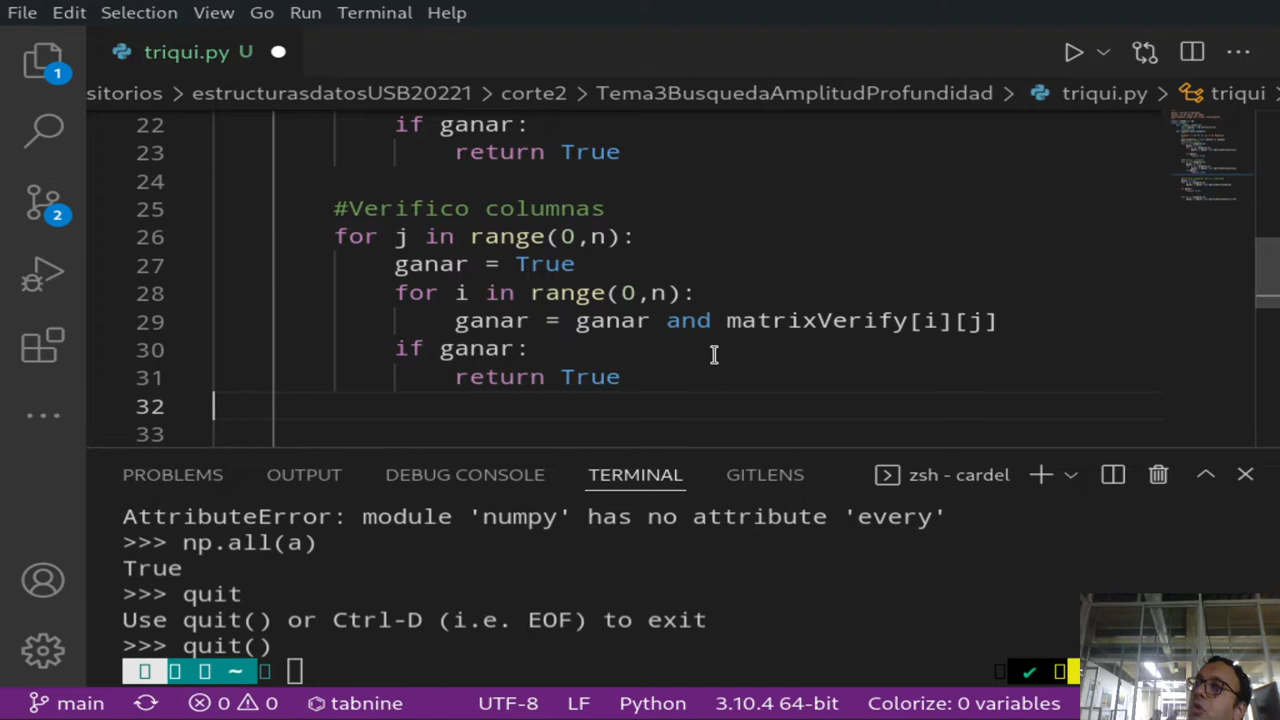 File Edit Selection View Go Run Terminal Help
triqui.py U
sitorios > estructurasdatosUSB20221 > corte2 > Tema3BusquedaAmplitudProfundidad > triqui.py > triqui
22 if ganar:
23 return True
24
25 #Verifico columnas
26 for j in range(0,n):
27 ganar = True
28 for i in range(0,n):
29 ganar = ganar and matrixVerify[i][j]
30 if ganar:
31 return True
32
33
1
2
PROBLEMS OUTPUT DEBUG CONSOLE TERMINAL GITLENS zsh - cardel
AttributeError: module 'numpy' has no attribute 'every'
>>> np.all(a)
True
>>> quit
Use quit() or Ctrl-D (i.e. EOF) to exit
>>> quit()
~
main 0 0 tabnine UTF-8 LF Python 3.10.4 64-bit Colorize: 0 variables